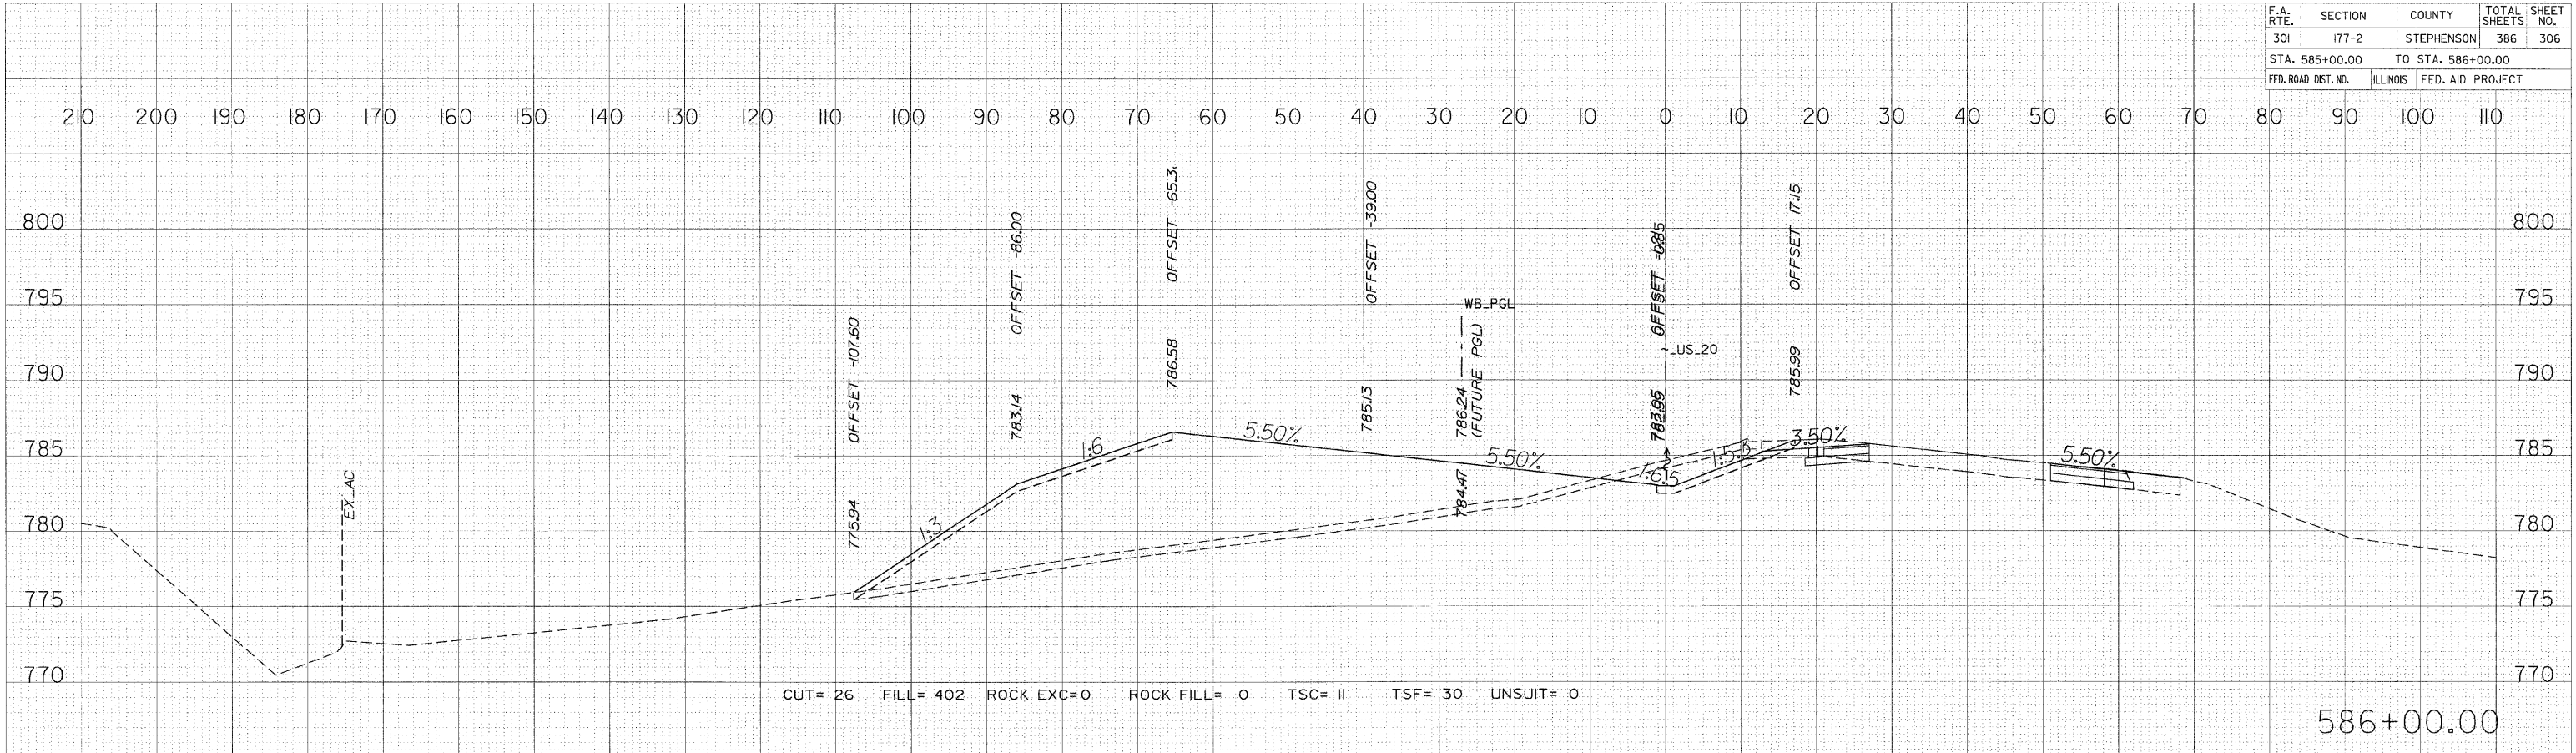 F.A. RTE. SECTION COUNTY TOTAL SHEETS SHEET NO.
301 177-2 STEPHENSON 386 306
STA. 585+00.00 TO STA. 586+00.00
FED. ROAD DIST. NO. ILLINOIS FED. AID PROJECT
210 200 190 180 170 160 150 140 130 120 110 100 90 80 70 60 50 40 30 20 10 0 10 20 30 40 50 60 70 80 90 100 110
800 800
795 795
790 790
785 785
780 780
775 775
770 770
EX_AC
OFFSET -107.60
775.94
OFFSET -86.00
783.14
OFFSET -65.3
786.58
OFFSET -39.00
785.13
WB_PGL
786.24
(FUTURE PGL)
784.47
~_US_20
OFFSET 17.15
785.99
1:3
1:6
5.50%
5.50%
3.50%
5.50%
CUT= 26 FILL= 402 ROCK EXC=0 ROCK FILL= 0 TSC= 11 TSF= 30 UNSUIT= 0
586+00.00